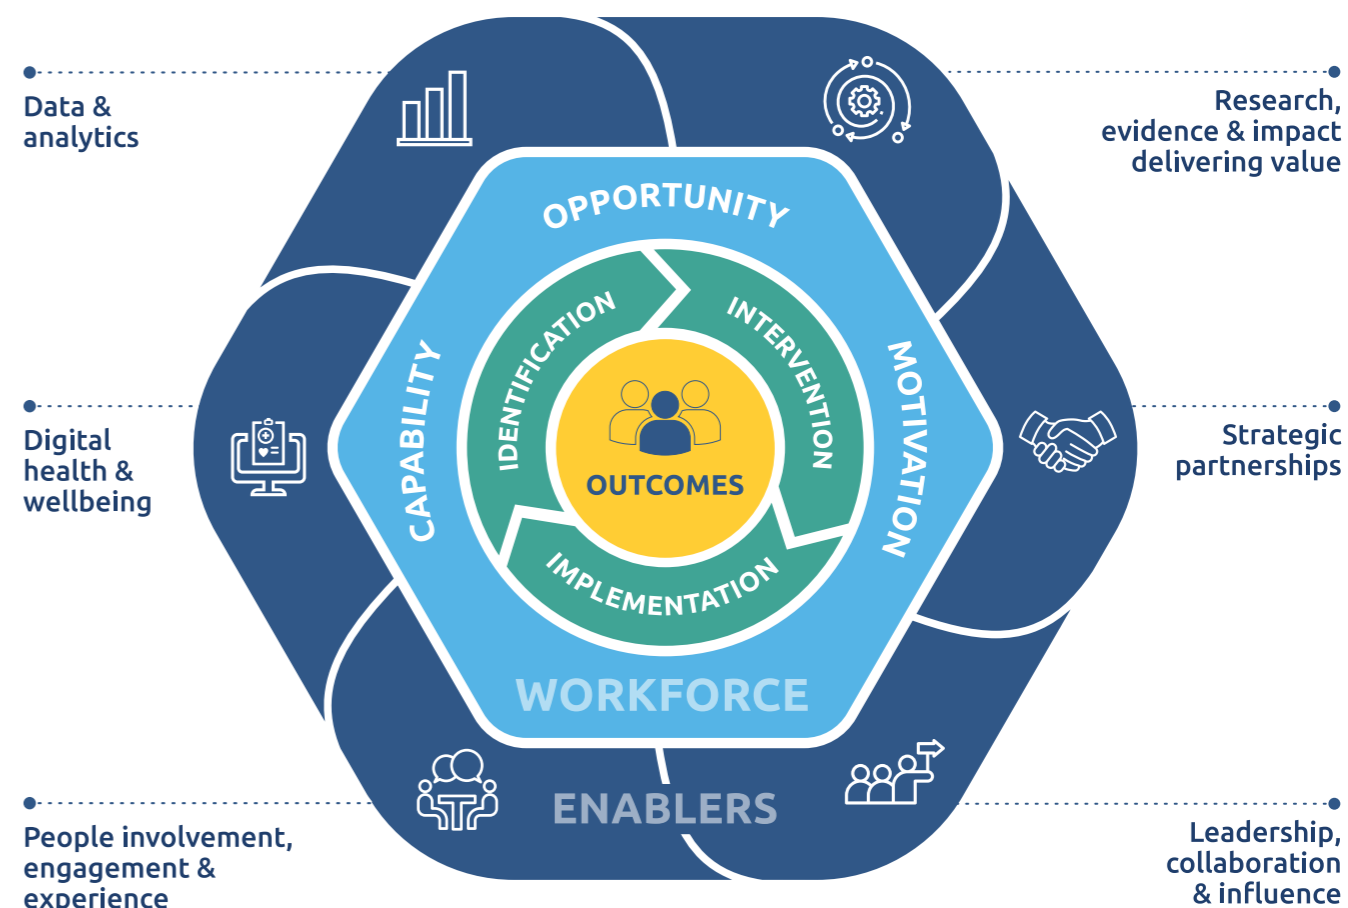 Data &
analytics
Research,
evidence & impact
delivering value
OPPORTUNITY
IDENTIFICATION
INTERVENTION
CAPABILITY
MOTIVATION
OUTCOMES
Digital
health &
wellbeing
Strategic
partnerships
IMPLEMENTATION
WORKFORCE
ENABLERS
People involvement,
engagement &
experience
Leadership,
collaboration
& influence